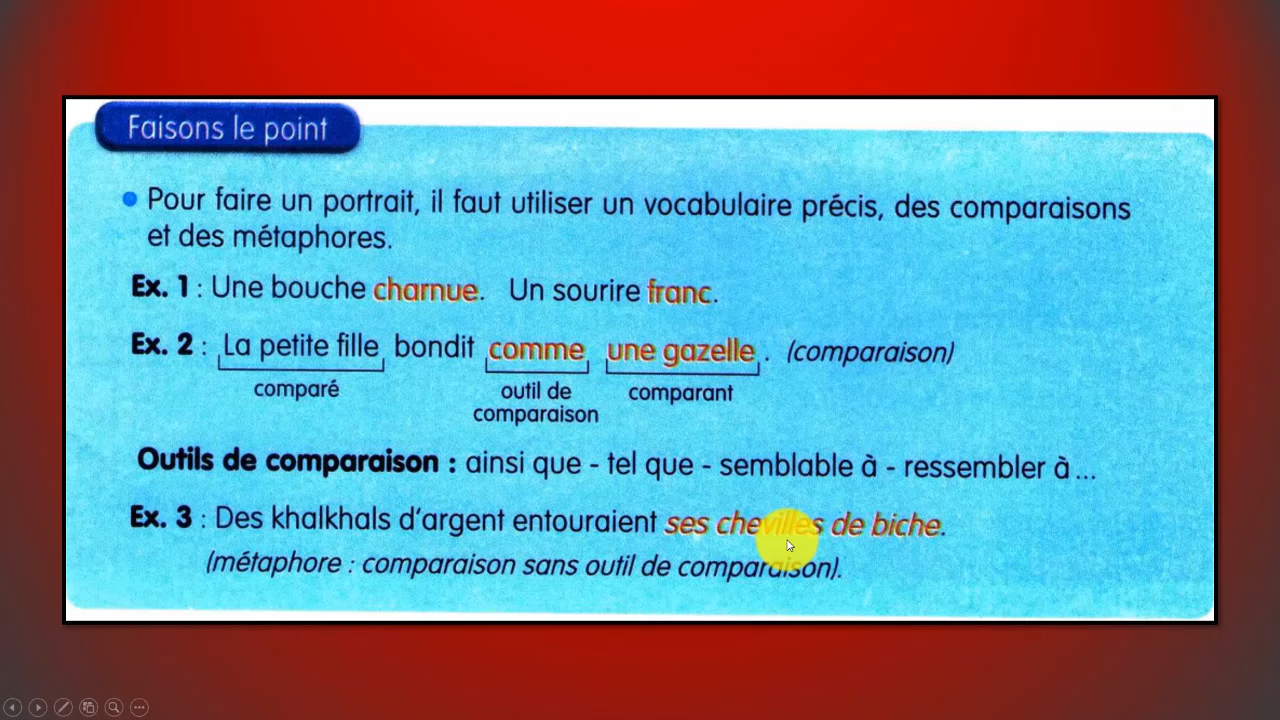 Faisons le point
• Pour faire un portrait, il faut utiliser un vocabulaire précis, des comparaisons
et des métaphores.
Ex. 1 : Une bouche charnue. Un sourire franc.
Ex. 2 : La petite fille bondit comme une gazelle. (comparaison)
comparé outil de comparaison comparant
Outils de comparaison : ainsi que - tel que - semblable à - ressembler à ...
Ex. 3 : Des khalkhals d'argent entouraient ses chevilles de biche.
(métaphore : comparaison sans outil de comparaison).